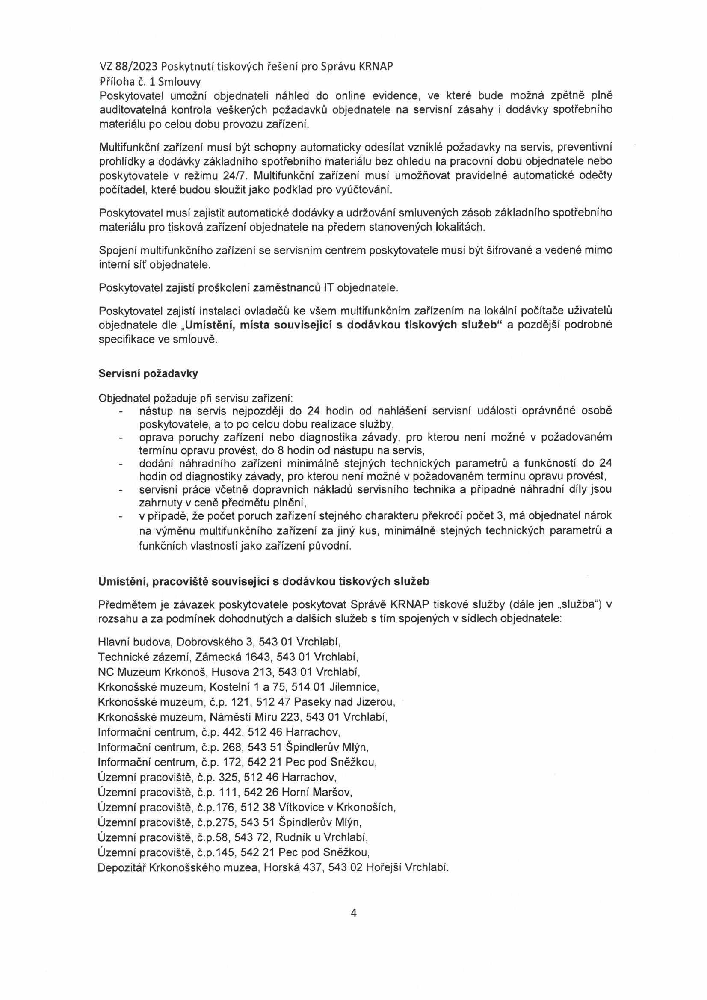 VZ 88/2023 Poskytnutí tiskových řešení pro Správu KRNAP
Příloha č. 1 Smlouvy
Poskytovatel umožní objednateli náhled do online evidence, ve které bude možná zpětně plně
auditovatelná kontrola veškerých požadavků objednatele na servisní zásahy i dodávky spotřebního
materiálu po celou dobu provozu zařízení.
Multifunkční zařízení musí být schopny automaticky odesílat vzniklé požadavky na servis, preventivní
prohlídky a dodávky základního spotřebního materiálu bez ohledu na pracovní dobu objednatele nebo
poskytovatele v režimu 24/7. Multifunkční zařízení musí umožňovat pravidelné automatické odečty
počítadel, které budou sloužit jako podklad pro vyúčtování.
Poskytovatel musí zajistit automatické dodávky a udržování smluvených zásob základního spotřebního
materiálu pro tisková zařízení objednatele na předem stanovených lokalitách.
Spojení multifunkčního zařízení se servisním centrem poskytovatele musí být šifrované a vedené mimo
interní síť objednatele.
Poskytovatel zajistí proškolení zaměstnanců IT objednatele.
Poskytovatel zajistí instalaci ovladačů ke všem multifunkčním zařízením na lokální počítače uživatelů
objednatele dle „Umístění, místa související s dodávkou tiskových služeb“ a pozdější podrobné
specifikace ve smlouvě.
Servisní požadavky
Objednatel požaduje při servisu zařízení:
- nástup na servis nejpozději do 24 hodin od nahlášení servisní události oprávněné osobě
poskytovatele, a to po celou dobu realizace služby,
- oprava poruchy zařízení nebo diagnostika závady, pro kterou není možné v požadovaném
termínu opravu provést, do 8 hodin od nástupu na servis,
- dodání náhradního zařízení minimálně stejných technických parametrů a funkčností do 24
hodin od diagnostiky závady, pro kterou není možné v požadovaném termínu opravu provést,
- servisní práce včetně dopravních nákladů servisního technika a případné náhradní díly jsou
zahrnuty v ceně předmětu plnění,
- v případě, že počet poruch zařízení stejného charakteru překročí počet 3, má objednatel nárok
na výměnu multifunkčního zařízení za jiný kus, minimálně stejných technických parametrů a
funkčních vlastností jako zařízení původní.
Umístění, pracoviště související s dodávkou tiskových služeb
Předmětem je závazek poskytovatele poskytovat Správě KRNAP tiskové služby (dále jen „služba“) v
rozsahu a za podmínek dohodnutých a dalších služeb s tím spojených v sídlech objednatele:
Hlavní budova, Dobrovského 3, 543 01 Vrchlabí,
Technické zázemí, Zámecká 1643, 543 01 Vrchlabí,
NC Muzeum Krkonoš, Husova 213, 543 01 Vrchlabí,
Krkonošské muzeum, Kostelní 1 a 75, 514 01 Jilemnice,
Krkonošské muzeum, č.p. 121, 512 47 Paseky nad Jizerou,
Krkonošské muzeum, Náměstí Míru 223, 543 01 Vrchlabí,
Informační centrum, č.p. 442, 512 46 Harrachov,
Informační centrum, č.p. 268, 543 51 Špindlerův Mlýn,
Informační centrum, č.p. 172, 542 21 Pec pod Sněžkou,
Územní pracoviště, č.p. 325, 512 46 Harrachov,
Územní pracoviště, č.p. 111, 542 26 Horní Maršov,
Územní pracoviště, č.p.176, 512 38 Vítkovice v Krkonoších,
Územní pracoviště, č.p.275, 543 51 Špindlerův Mlýn,
Územní pracoviště, č.p.58, 543 72, Rudník u Vrchlabí,
Územní pracoviště, č.p.145, 542 21 Pec pod Sněžkou,
Depozitář Krkonošského muzea, Horská 437, 543 02 Hořejší Vrchlabí.
4